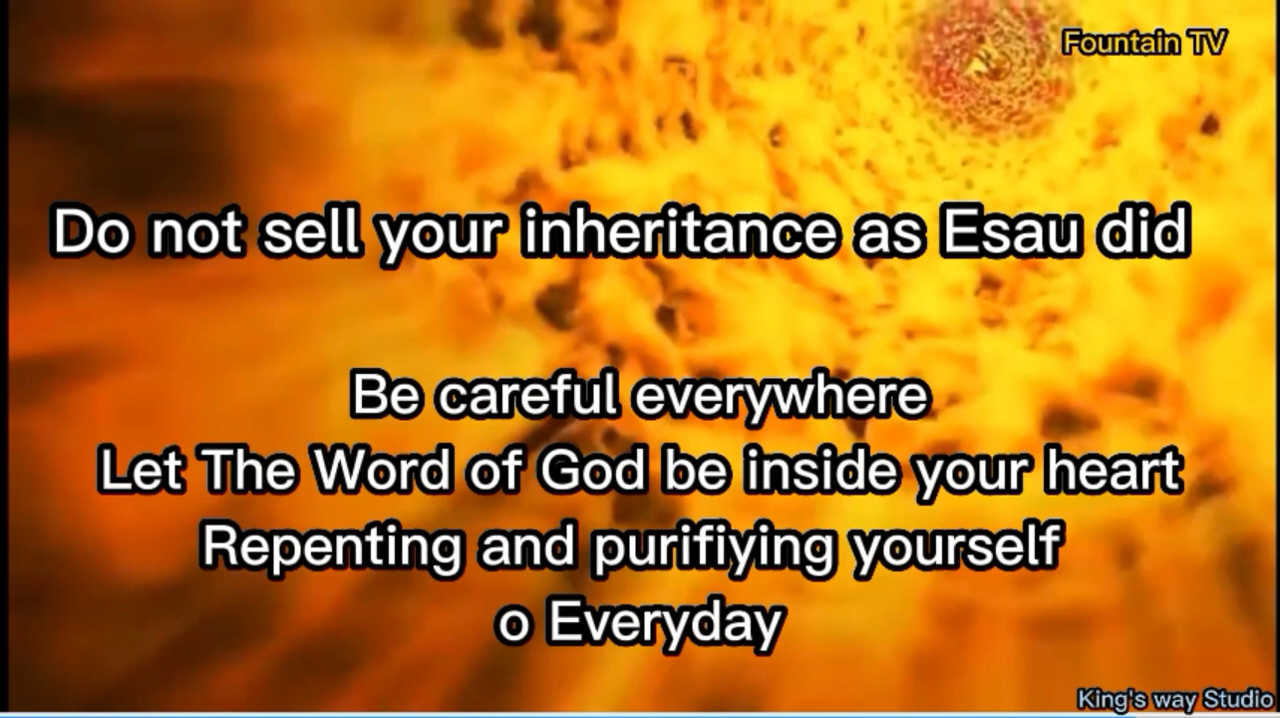 Fountain TV
Do not sell your inheritance as Esau did
Be careful everywhere
Let The Word of God be inside your heart
Repenting and purifiying yourself
o Everyday
King's way Studio